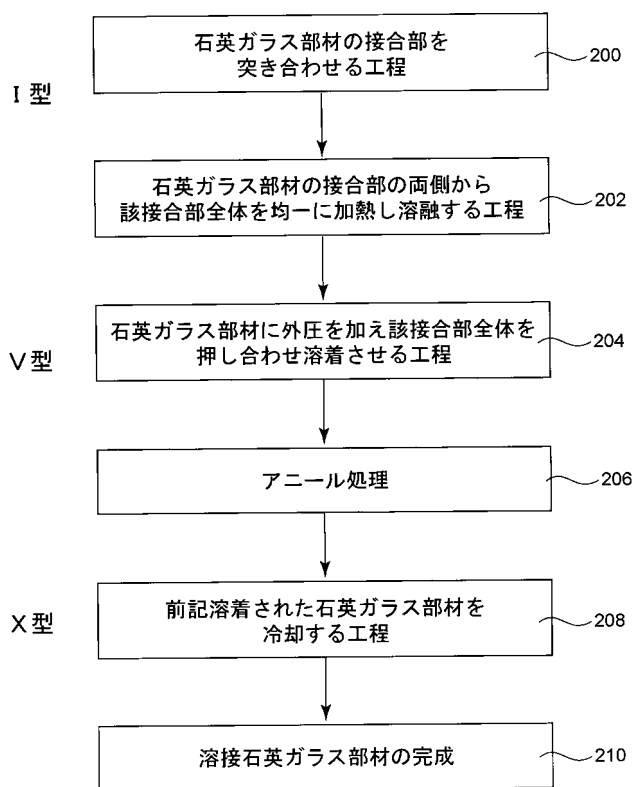 石英ガラス部材の接合部を
突き合わせる工程
200
I 型
石英ガラス部材の接合部の両側から
該接合部全体を均一に加熱し溶融する工程
202
石英ガラス部材に外圧を加え該接合部全体を
押し合わせ溶着させる工程
204
V 型
アニール処理
206
前記溶着された石英ガラス部材を
冷却する工程
208
X 型
溶接石英ガラス部材の完成
210